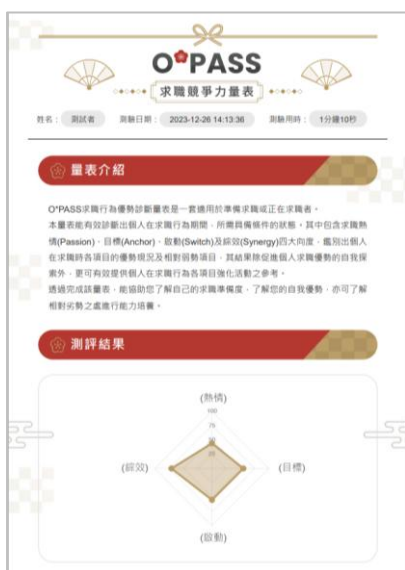 O*PASS
求職競爭力量表
姓名： 測試者 測驗日期： 2023-12-26 14:13:36 測驗用時： 1分鐘10秒
量表介紹
O*PASS求職行為優勢診斷量表是一套適用於準備求職或正在求職者。
本量表能有效診斷出個人在求職行為期間，所需具備條件的狀態。其中包含求職熱
情(Passion)、目標(Anchor)、啟動(Switch)及綜效(Synergy)四大向度，鑑別出個人
在求職時各項目的優勢現況及相對弱勢項目，其結果除促進個人求職優勢的自我探
索外，更可有效提供個人在求職行為各項目強化活動之參考。
透過完成該量表，能協助您了解自己的求職準備度，了解您的自我優勢，亦可了解
相對劣勢之處進行能力培養。
測評結果
(熱情)
100
75
(綜效) (目標)
(啟動)